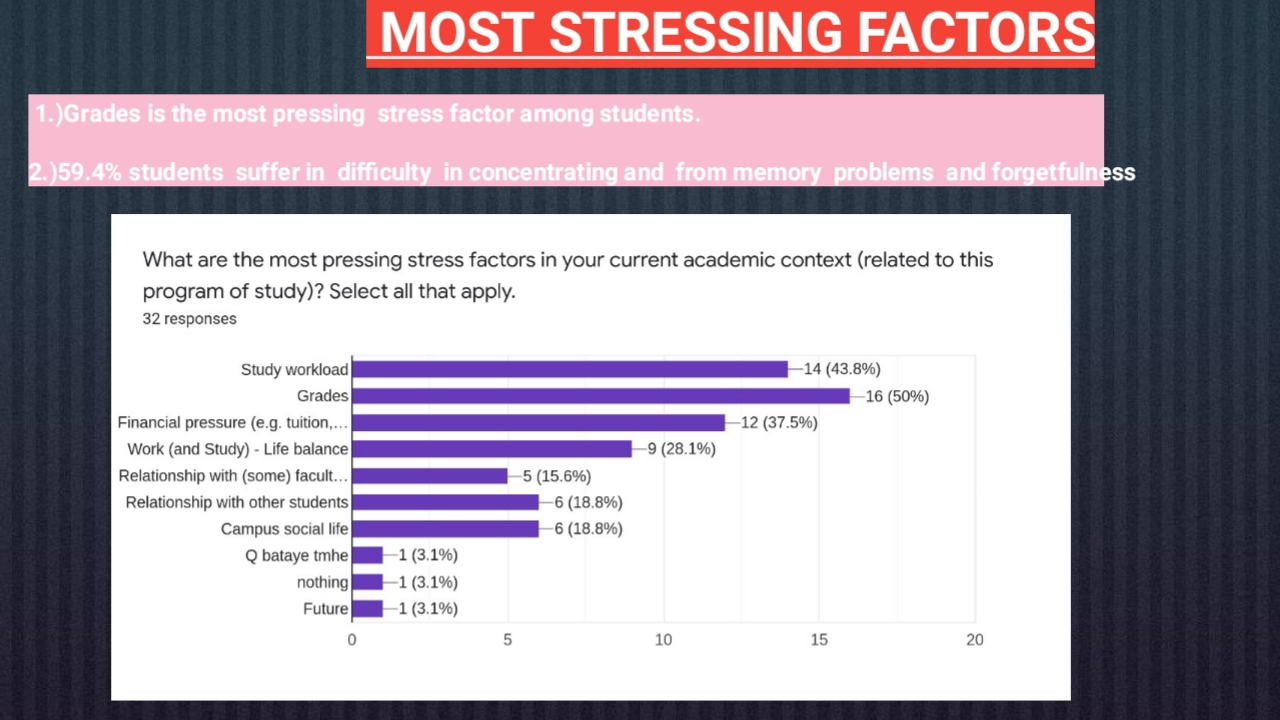 MOST STRESSING FACTORS
1.)Grades is the most pressing stress factor among students.
2.)59.4% students suffer in difficulty in concentrating and from memory problems and forgetfulness
What are the most pressing stress factors in your current academic context (related to this
program of study)? Select all that apply.
32 responses
Study workload 14 (43.8%)
Grades 16 (50%)
Financial pressure (e.g. tuition,... 12 (37.5%)
Work (and Study) - Life balance 9 (28.1%)
Relationship with (some) facult... 5 (15.6%)
Relationship with other students 6 (18.8%)
Campus social life 6 (18.8%)
Q bataye tmhe 1 (3.1%)
nothing 1 (3.1%)
Future 1 (3.1%)
0 5 10 15 20